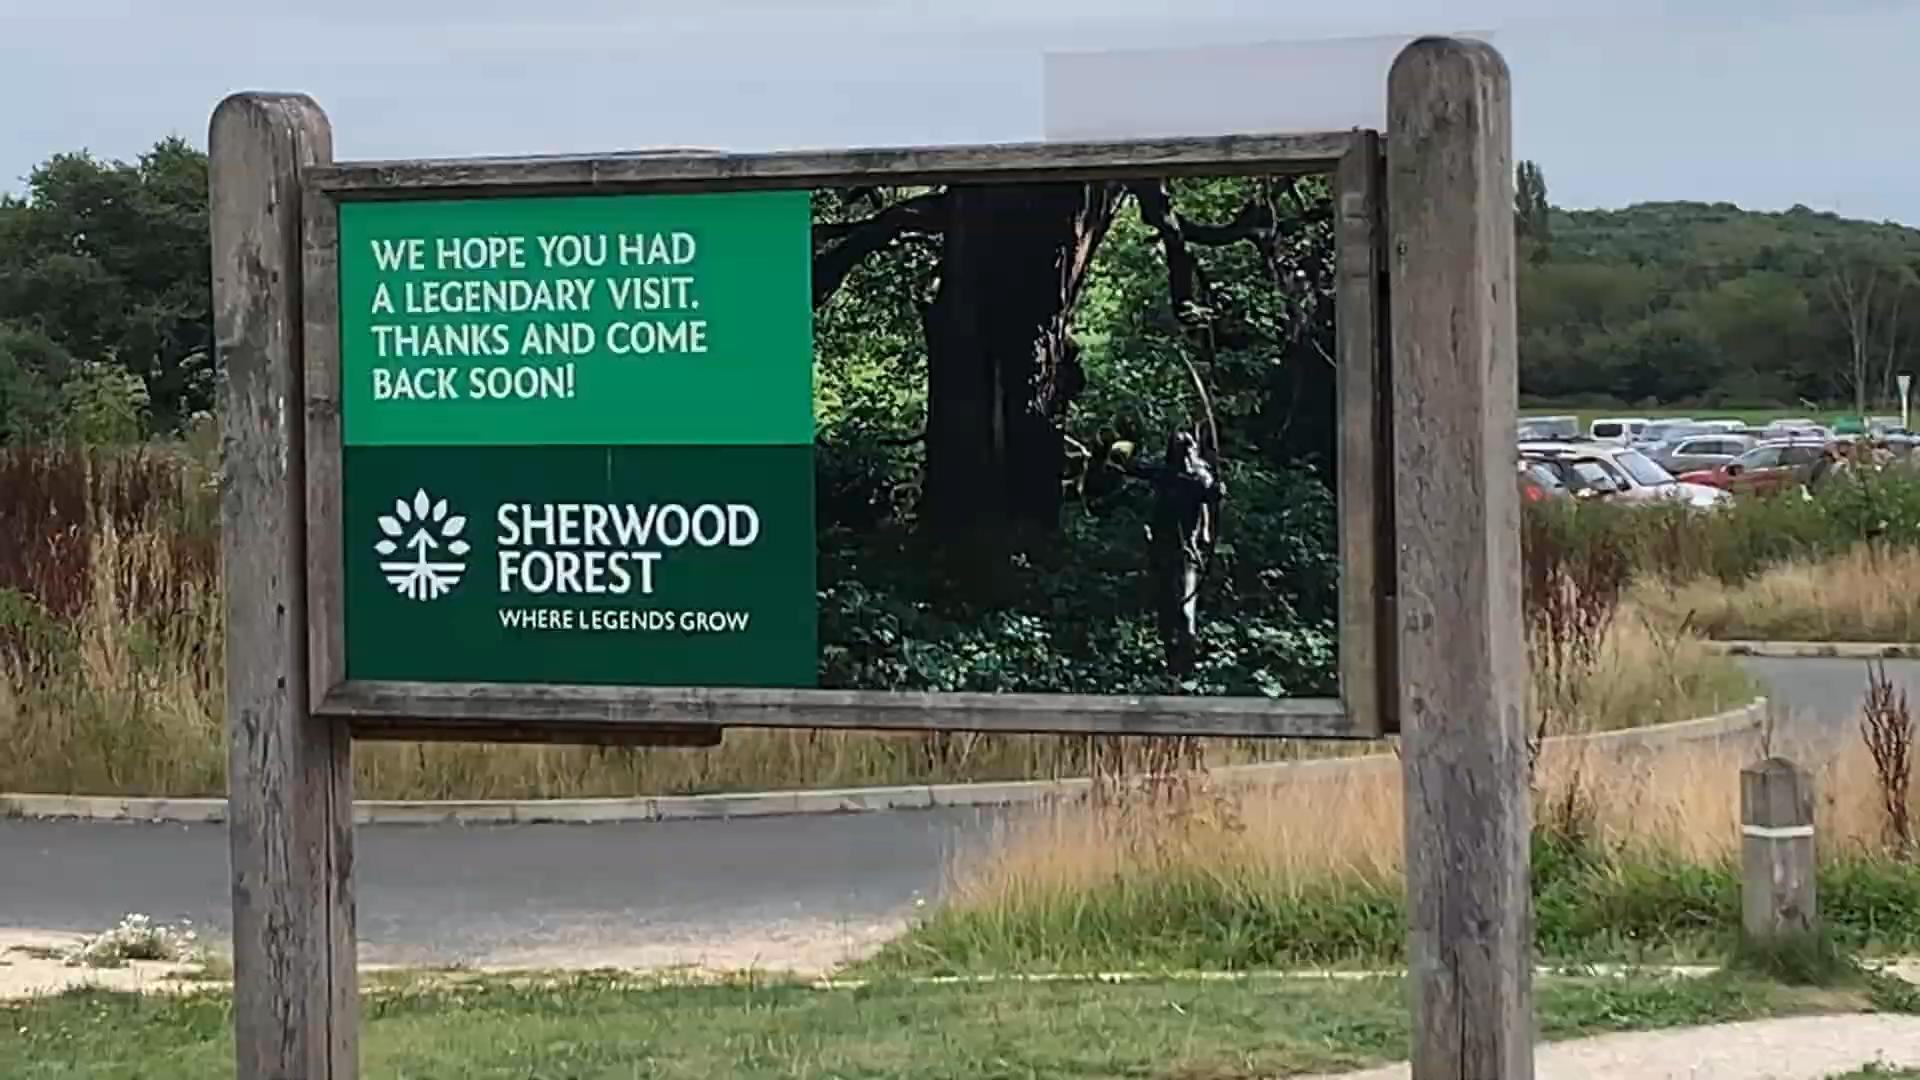 WE HOPE YOU HAD
A LEGENDARY VISIT.
THANKS AND COME
BACK SOON!
SHERWOOD
FOREST
WHERE LEGENDS GROW